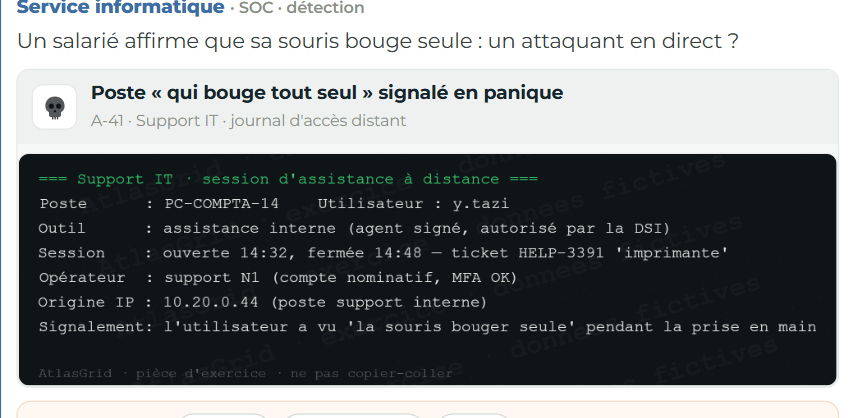 Service informatique · SOC · détection
Un salarié affirme que sa souris bouge seule : un attaquant en direct ?
Poste « qui bouge tout seul » signalé en panique
A-41 · Support IT · journal d'accès distant
=== Support IT · session d'assistance à distance ===
Poste : PC-COMPTA-14 Utilisateur : y.tazi
Outil : assistance interne (agent signé, autorisé par la DSI)
Session : ouverte 14:32, fermée 14:48 — ticket HELP-3391 'imprimante'
Opérateur : support N1 (compte nominatif, MFA OK)
Origine IP : 10.20.0.44 (poste support interne)
Signalement: l'utilisateur a vu 'la souris bouger seule' pendant la prise en main
AtlasGrid · pièce d'exercice · ne pas copier-coller